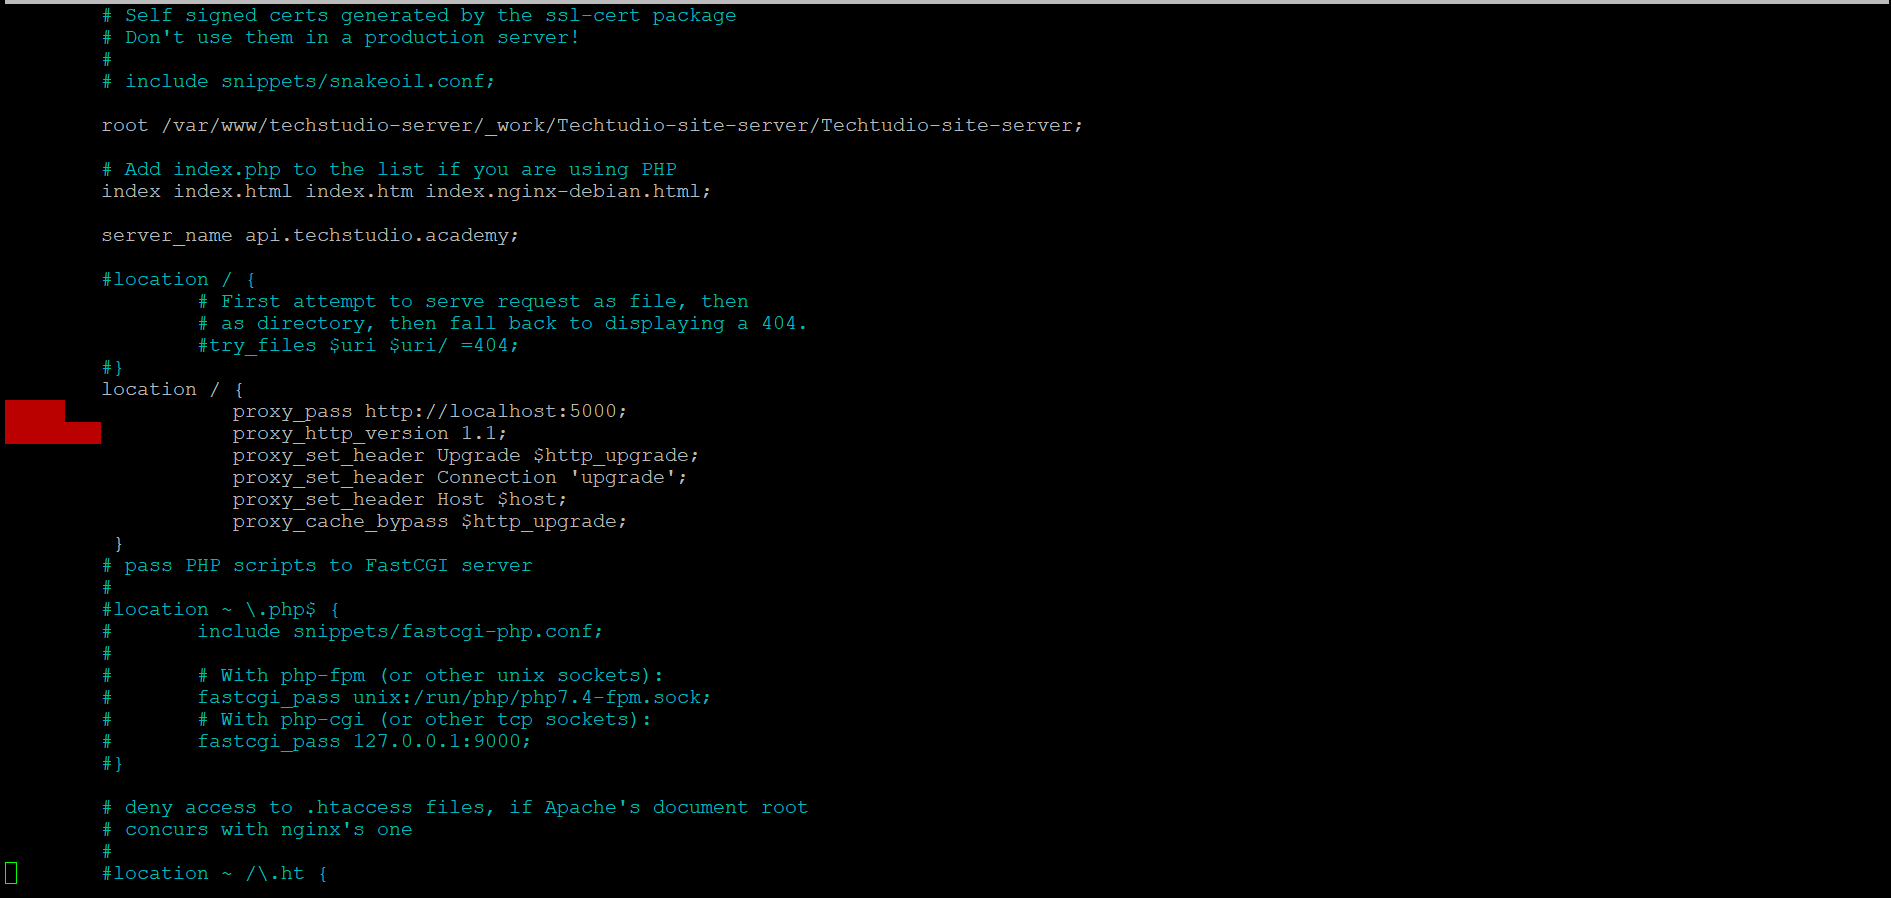 # Self signed certs generated by the ssl-cert package
# Don't use them in a production server!
#
# include snippets/snakeoil.conf;
root /var/www/techstudio-server/_work/Techtudio-site-server/Techtudio-site-server;
# Add index.php to the list if you are using PHP
index index.html index.htm index.nginx-debian.html;
server_name api.techstudio.academy;
#location / {
# First attempt to serve request as file, then
# as directory, then fall back to displaying a 404.
#try_files $uri $uri/ =404;
#}
location / {
proxy_pass http://localhost:5000;
proxy_http_version 1.1;
proxy_set_header Upgrade $http_upgrade;
proxy_set_header Connection 'upgrade';
proxy_set_header Host $host;
proxy_cache_bypass $http_upgrade;
}
# pass PHP scripts to FastCGI server
#
#location ~ \.php$ {
#       include snippets/fastcgi-php.conf;
#
#       # With php-fpm (or other unix sockets):
#       fastcgi_pass unix:/run/php/php7.4-fpm.sock;
#       # With php-cgi (or other tcp sockets):
#       fastcgi_pass 127.0.0.1:9000;
#}
# deny access to .htaccess files, if Apache's document root
# concurs with nginx's one
#
#location ~ /\.ht {